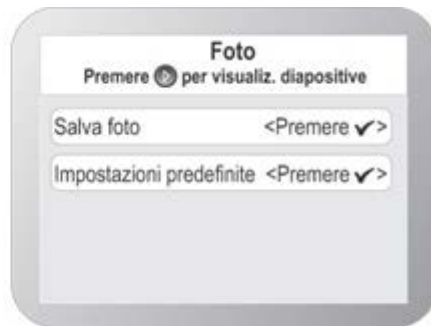 Foto
Premere per visualiz. diapositive
Salva foto <Premere ✔>
Impostazioni predefinite <Premere ✔>